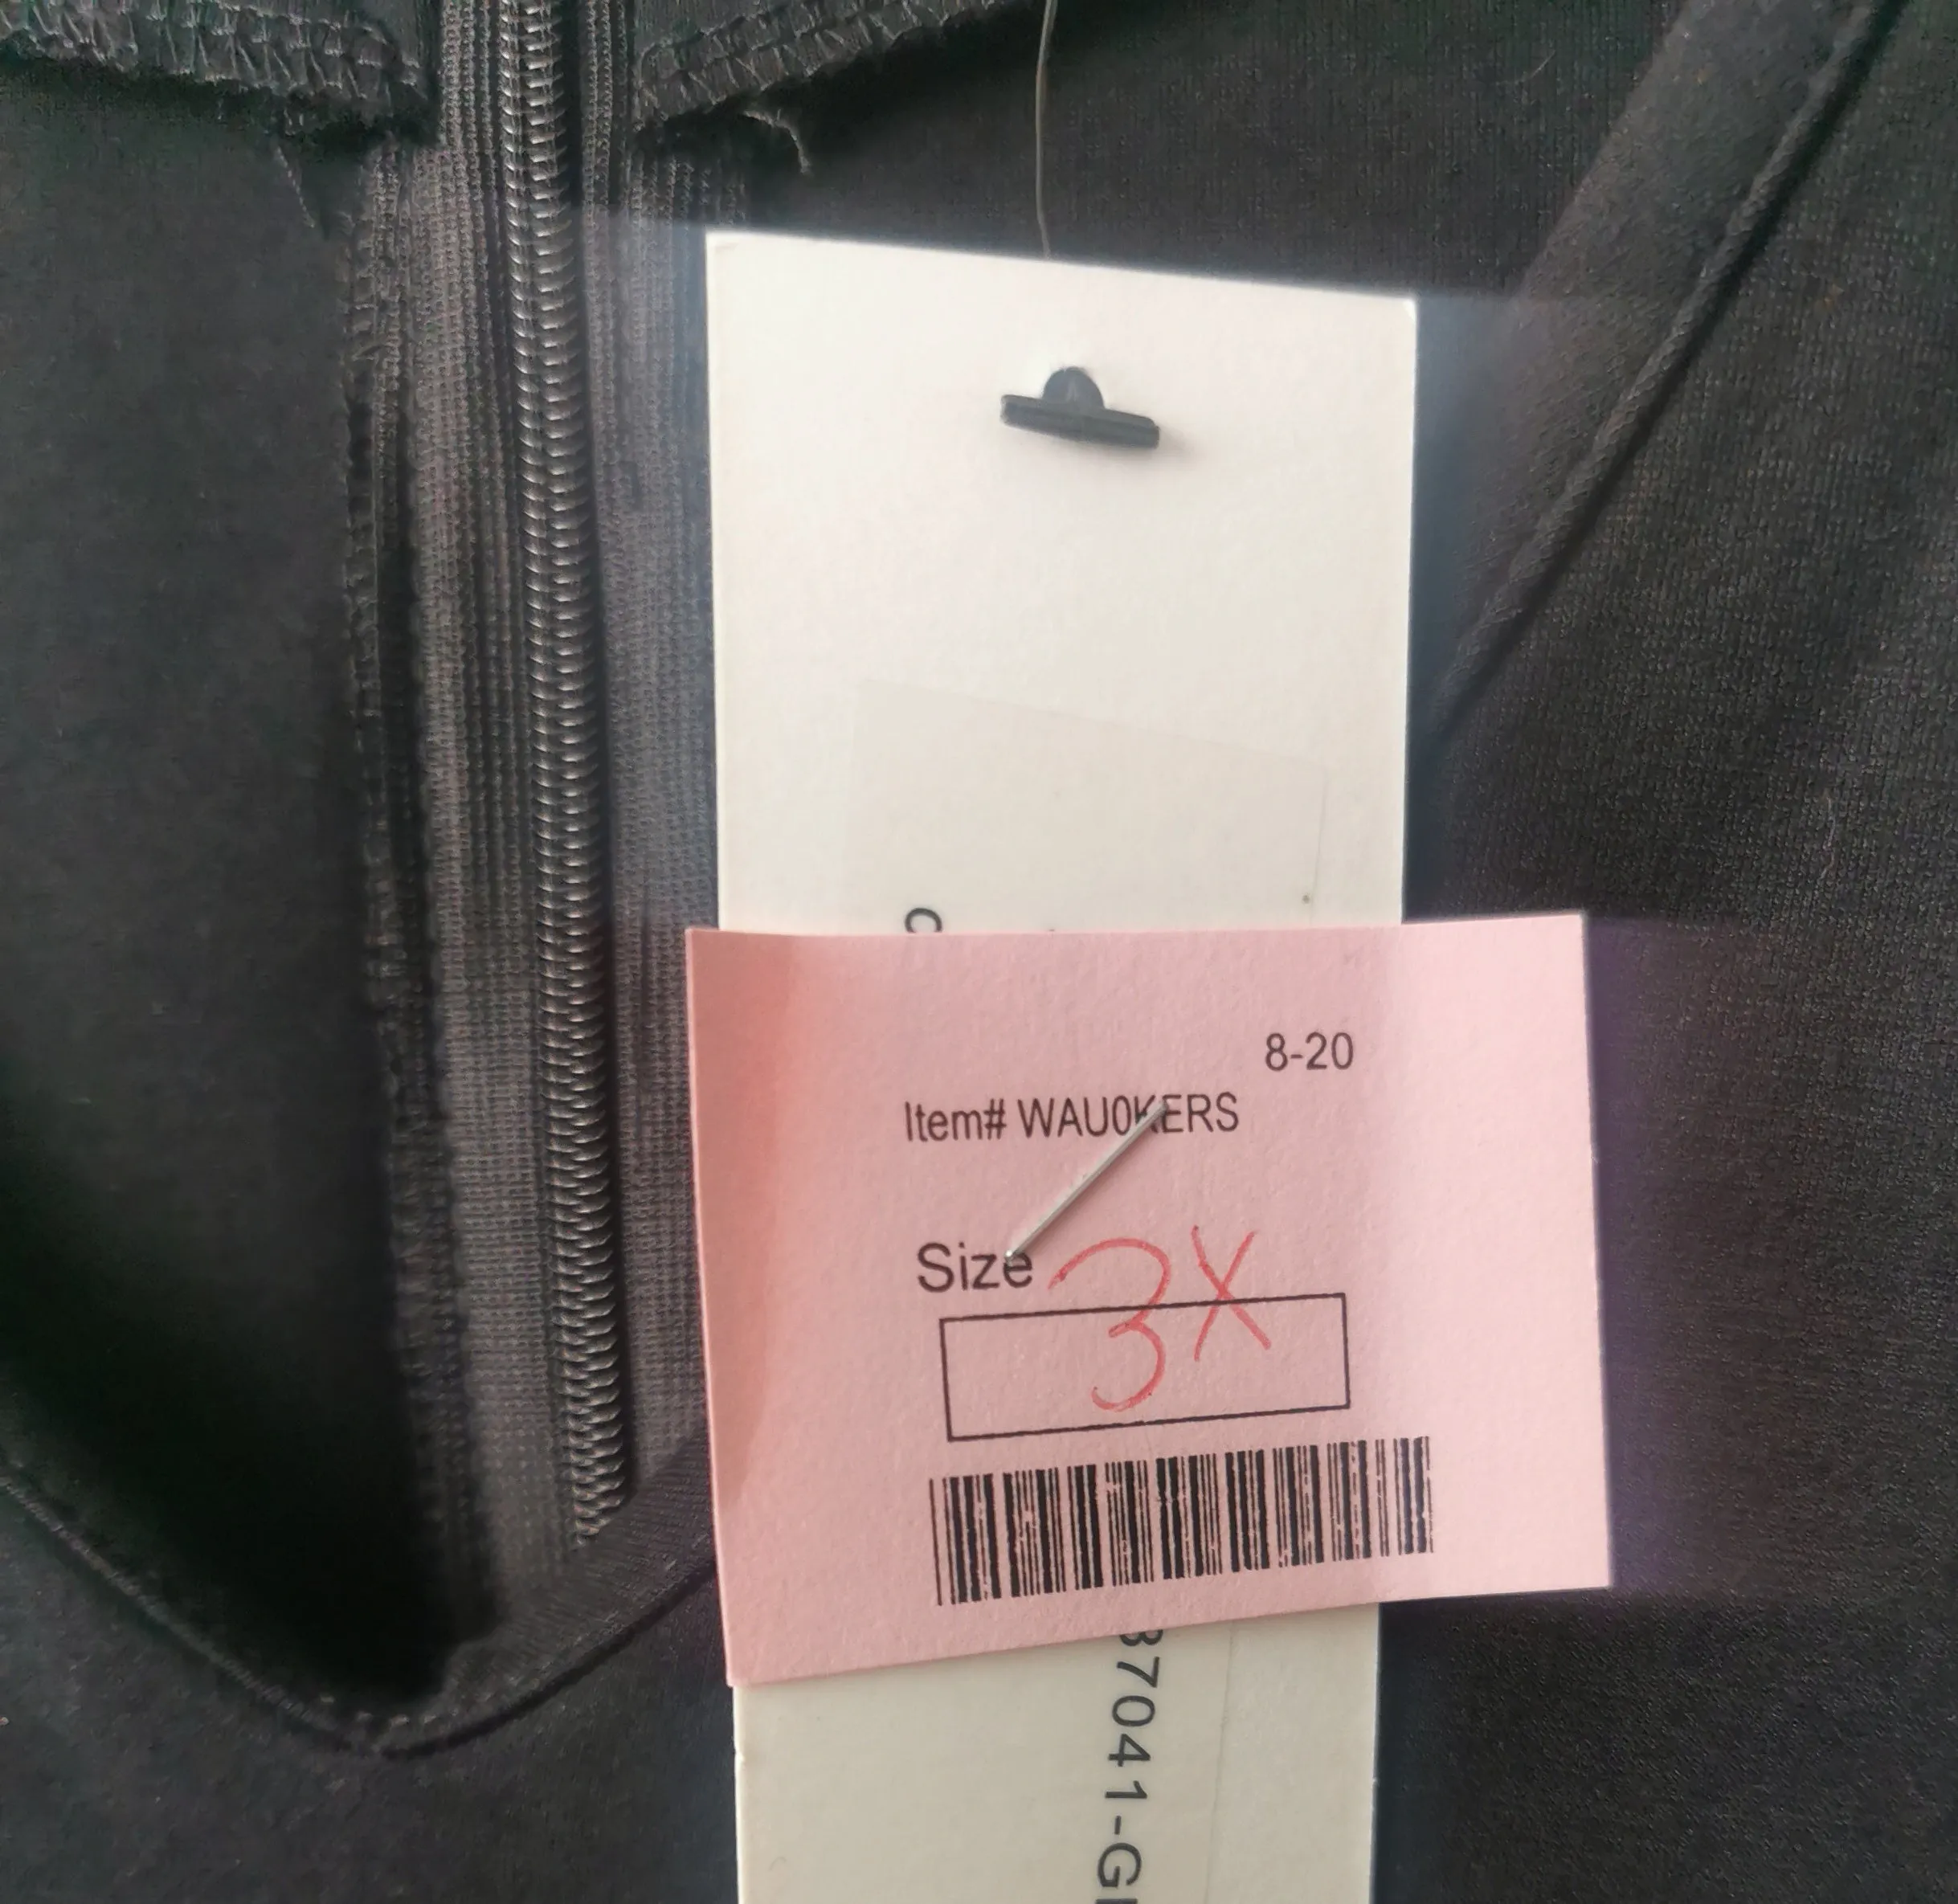 C
8-20
Item# WAU0KERS
Size 3X
37041-G